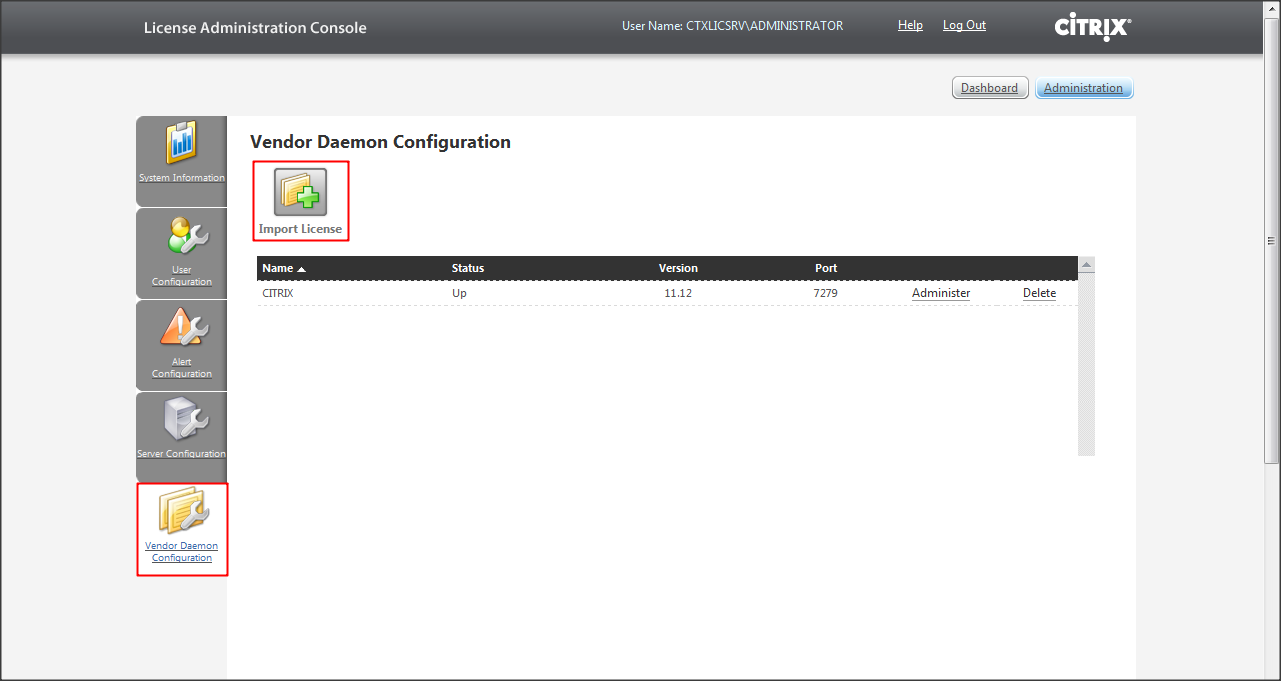 License Administration Console
User Name: CTXLICSRV\ADMINISTRATOR
Help
Log Out
CİTRIX®
Dashboard
Administration
System Information
User
Configuration
Alert
Configuration
Server Configuration
Vendor Daemon
Configuration
Vendor Daemon Configuration
Import License
Name Status Version Port
CITRIX Up 11.12 7279 Administer Delete